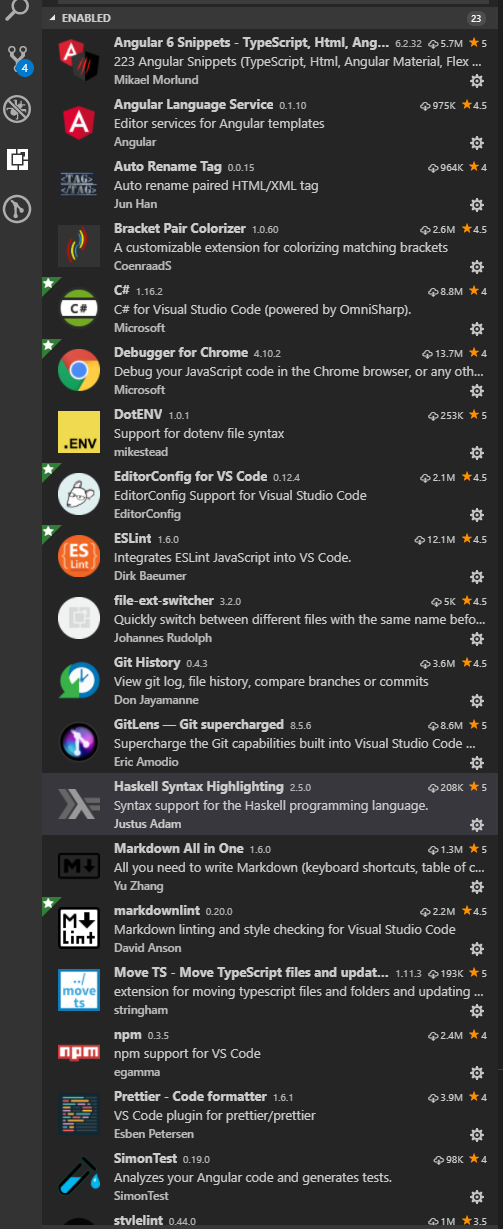 ENABLED 23
4
Angular 6 Snippets - TypeScript, Html, Ang... 6.2.32 5.7M 5
223 Angular Snippets (TypeScript, Html, Angular Material, Flex ...
Mikael Morlund
Angular Language Service 0.1.10 975K 4.5
Editor services for Angular templates
Angular
Auto Rename Tag 0.0.15 964K 4
<TAG>
</TAG>
Auto rename paired HTML/XML tag
Jun Han
Bracket Pair Colorizer 1.0.60 2.6M 4.5
A customizable extension for colorizing matching brackets
CoenraadS
C# 1.16.2 8.8M 4
C#
C# for Visual Studio Code (powered by OmniSharp).
Microsoft
Debugger for Chrome 4.10.2 13.7M 4
Debug your JavaScript code in the Chrome browser, or any oth...
Microsoft
DotENV 1.0.1 253K 5
.ENV
Support for dotenv file syntax
mikestead
EditorConfig for VS Code 0.12.4 2.1M 4.5
EditorConfig Support for Visual Studio Code
EditorConfig
ESLint 1.6.0 12.1M 4.5
{ES}
Lint
Integrates ESLint JavaScript into VS Code.
Dirk Baeumer
file-ext-switcher 3.2.0 5K 4.5
Quickly switch between different files with the same name befo...
Johannes Rudolph
Git History 0.4.3 3.6M 4.5
View git log, file history, compare branches or commits
Don Jayamanne
GitLens — Git supercharged 8.5.6 8.6M 5
Supercharge the Git capabilities built into Visual Studio Code ...
Eric Amodio
Haskell Syntax Highlighting 2.5.0 208K 5
Syntax support for the Haskell programming language.
Justus Adam
Markdown All in One 1.6.0 1.3M 5
M
All you need to write Markdown (keyboard shortcuts, table of c...
Yu Zhang
markdownlint 0.20.0 2.2M 4.5
M
Lint
Markdown linting and style checking for Visual Studio Code
David Anson
Move TS - Move TypeScript files and updat... 1.11.3 193K 5
../
move
ts
extension for moving typescript files and folders and updating ...
stringham
npm 0.3.5 2.4M 4
npm
npm support for VS Code
egamma
Prettier - Code formatter 1.6.1 3.9M 4
VS Code plugin for prettier/prettier
Esben Petersen
SimonTest 0.19.0 98K 4
Analyzes your Angular code and generates tests.
SimonTest
stylelint 0.44.0 1M 3.5